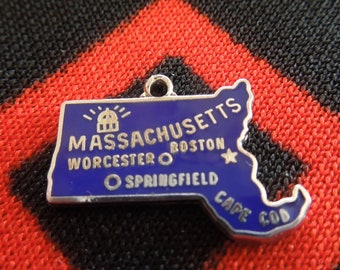 MASSACHUSETTS
BOSTON
WORCESTER
SPRINGFIELD
CAPE COD